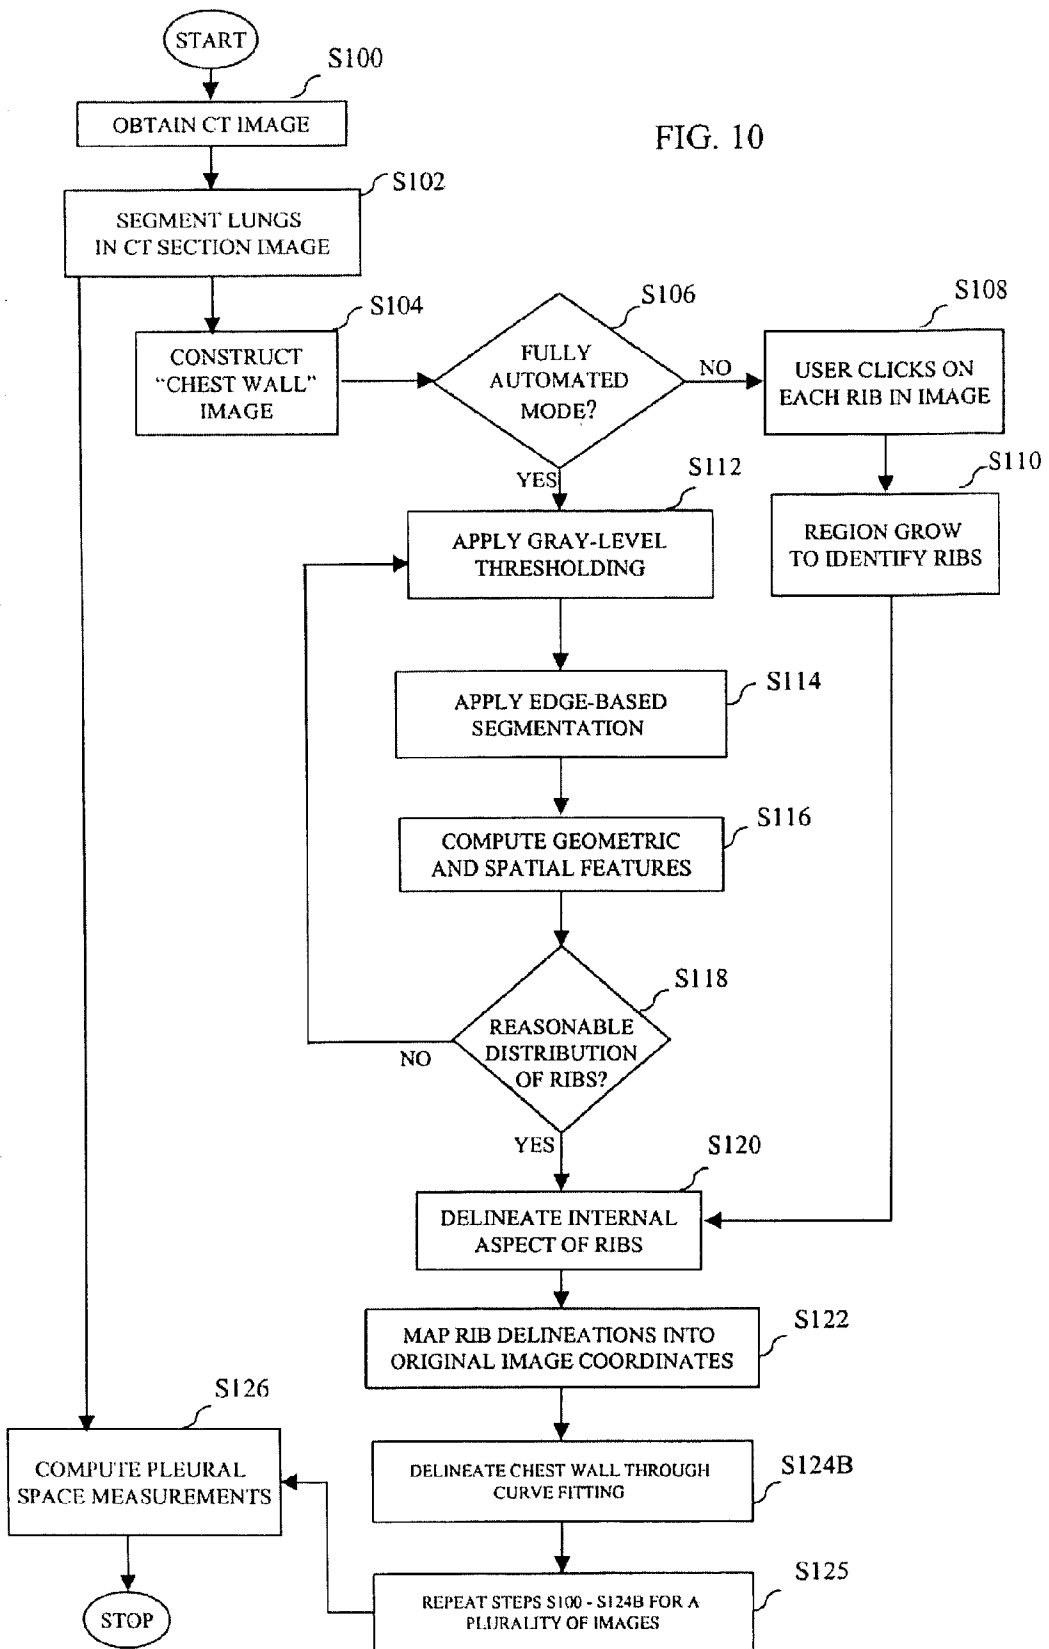 START
S100
OBTAIN CT IMAGE
FIG. 10
S102
SEGMENT LUNGS
IN CT SECTION IMAGE
S104
CONSTRUCT
“CHEST WALL”
IMAGE
S106
FULLY
AUTOMATED
MODE?
NO
S108
USER CLICKS ON
EACH RIB IN IMAGE
YES
S110
REGION GROW
TO IDENTIFY RIBS
S112
APPLY GRAY-LEVEL
THRESHOLDING
S114
APPLY EDGE-BASED
SEGMENTATION
S116
COMPUTE GEOMETRIC
AND SPATIAL FEATURES
S118
REASONABLE
DISTRIBUTION
OF RIBS?
NO
YES
S120
DELINEATE INTERNAL
ASPECT OF RIBS
S122
MAP RIB DELINEATIONS INTO
ORIGINAL IMAGE COORDINATES
S124B
DELINEATE CHEST WALL THROUGH
CURVE FITTING
S125
REPEAT STEPS S100 - S124B FOR A
PLURALITY OF IMAGES
S126
COMPUTE PLEURAL
SPACE MEASUREMENTS
STOP